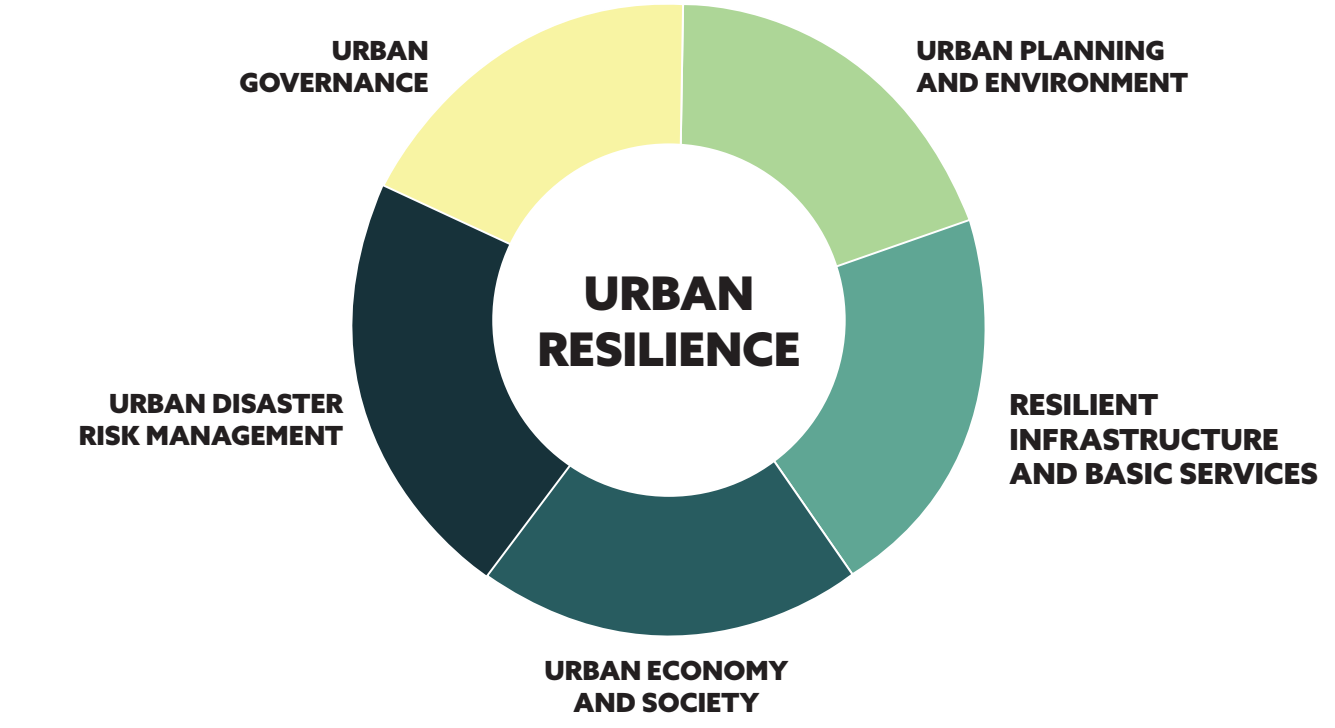 URBAN
GOVERNANCE
URBAN PLANNING
AND ENVIRONMENT
URBAN
RESILIENCE
URBAN DISASTER
RISK MANAGEMENT
RESILIENT
INFRASTRUCTURE
AND BASIC SERVICES
URBAN ECONOMY
AND SOCIETY